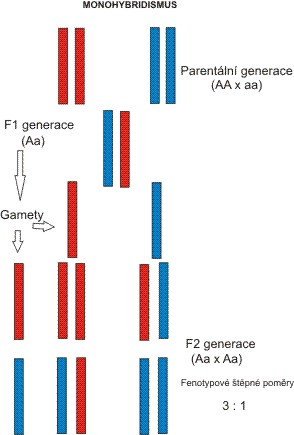 MONOHYBRIDISMUS
Parentální generace
(AA x aa)
F1 generace
(Aa)
Gamety
F2 generace
(Aa x Aa)
Fenotypové štěpné poměry
3 : 1